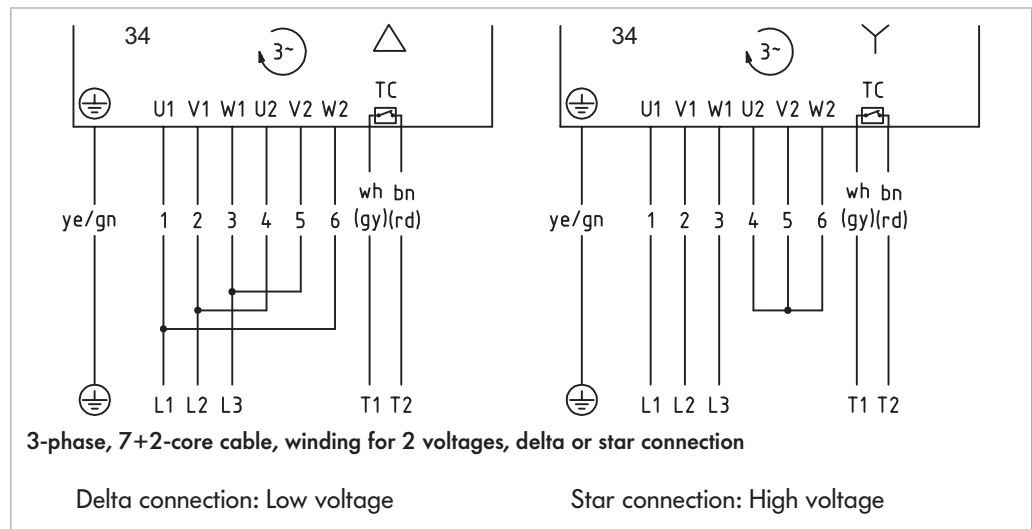 34 3~ 34 3~
TC TC
U1 V1 W1 U2 V2 W2 U1 V1 W1 U2 V2 W2
wh bn wh bn
ye/gn 1 2 3 4 5 6 (gy)(rd) ye/gn 1 2 3 4 5 6 (gy)(rd)
L1 L2 L3 T1 T2 L1 L2 L3 T1 T2
3-phase, 7+2-core cable, winding for 2 voltages, delta or star connection
Delta connection: Low voltage Star connection: High voltage